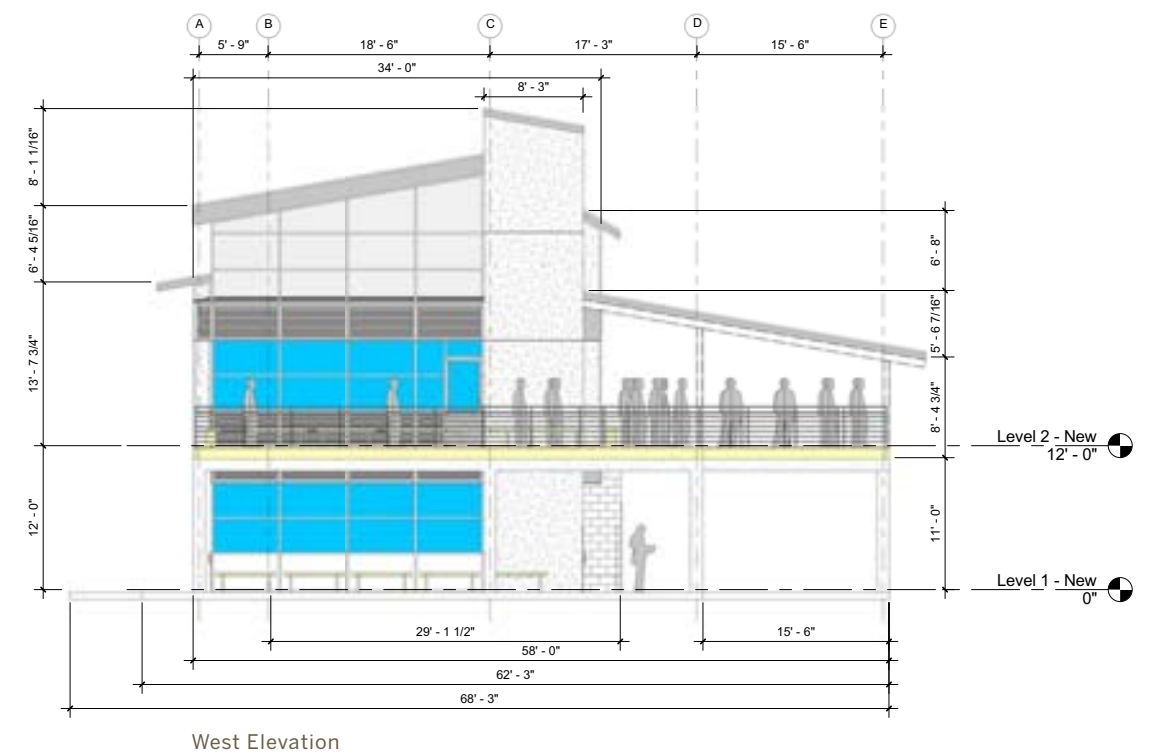 A B C D E
5' - 9" 18' - 6" 17' - 3" 15' - 6"
34' - 0"
8' - 3"
8' - 1 1/16"
6' - 4 5/16"
13' - 7 3/4"
12' - 0"
6' - 8"
5' - 6 7/16"
8' - 4 3/4"
11' - 0"
Level 2 - New
12' - 0"
Level 1 - New
0"
29' - 1 1/2" 15' - 6"
58' - 0"
62' - 3"
68' - 3"
West Elevation